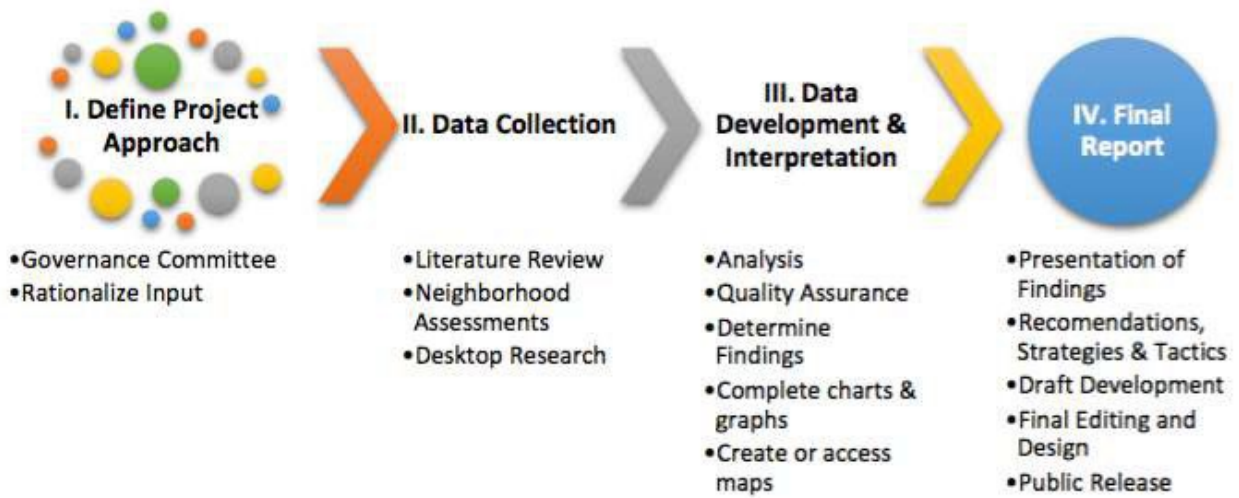 I. Define Project
Approach
•Governance Committee
•Rationalize Input
II. Data Collection
•Literature Review
•Neighborhood
Assessments
•Desktop Research
III. Data
Development &
Interpretation
•Analysis
•Quality Assurance
•Determine
Findings
•Complete charts &
graphs
•Create or access
maps
IV. Final
Report
•Presentation of
Findings
•Recomendations,
Strategies & Tactics
•Draft Development
•Final Editing and
Design
•Public Release